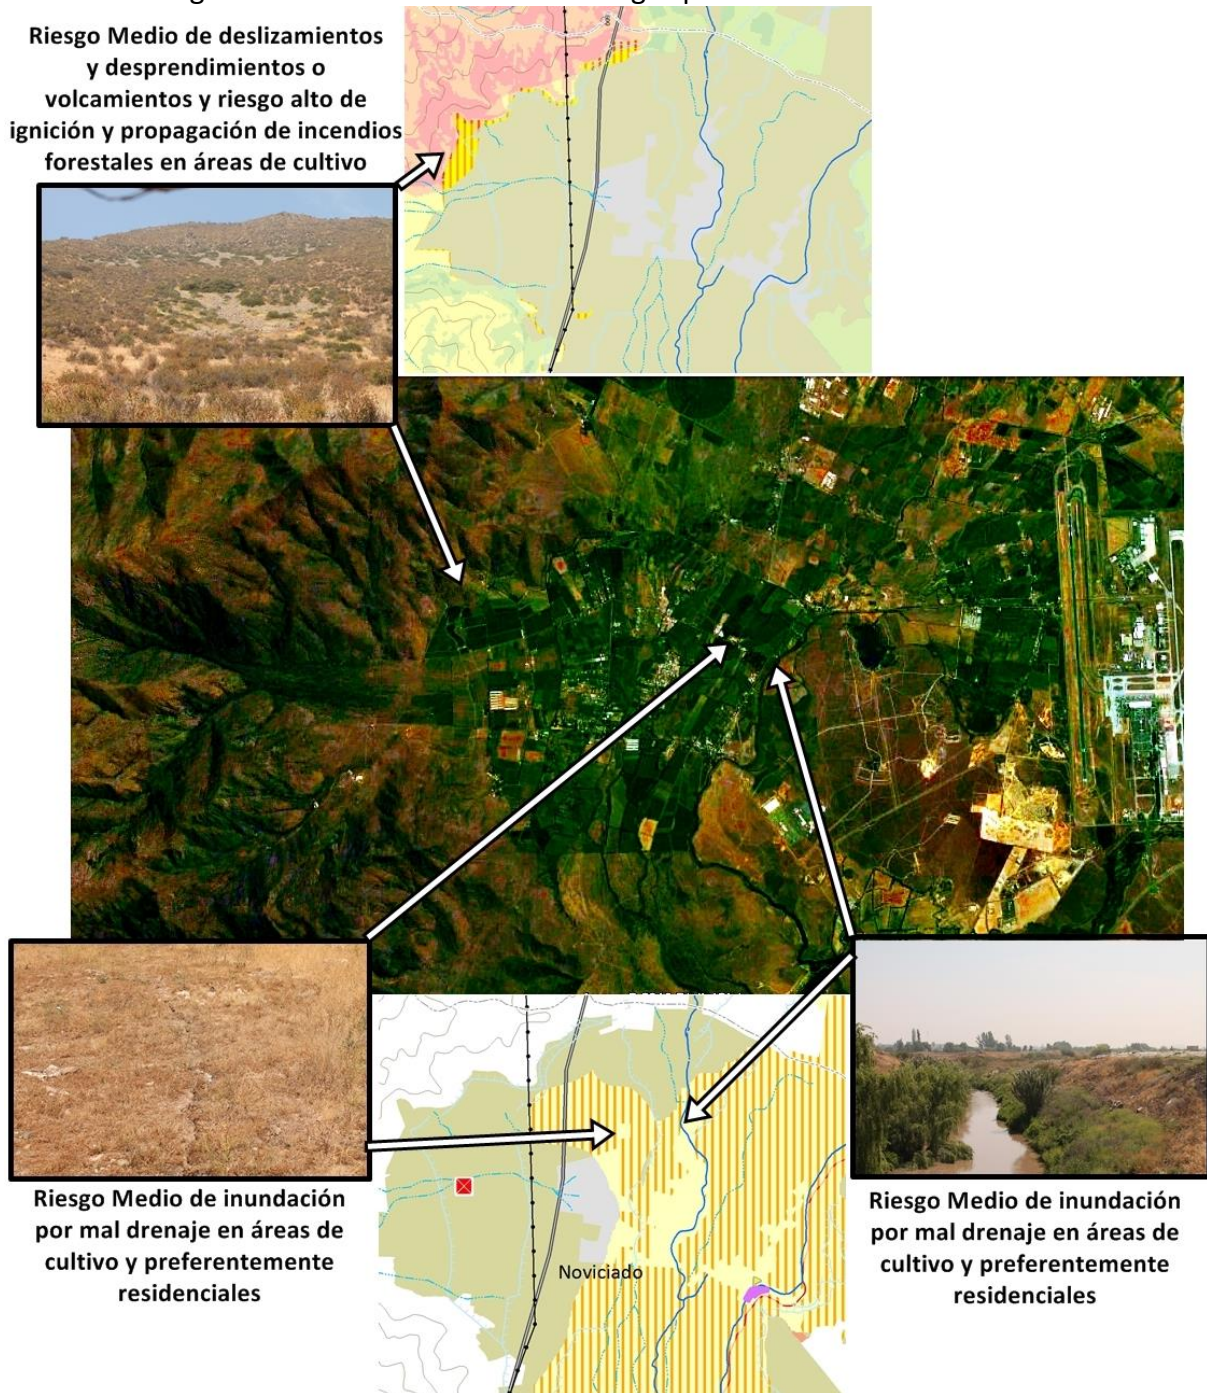 Riesgo Medio de deslizamientos
y desprendimientos o
volcamientos y riesgo alto de
ignición y propagación de incendios
forestales en áreas de cultivo
Noviciado
Riesgo Medio de inundación
por mal drenaje en áreas de
cultivo y preferentemente
residenciales
Riesgo Medio de inundación
por mal drenaje en áreas de
cultivo y preferentemente
residenciales